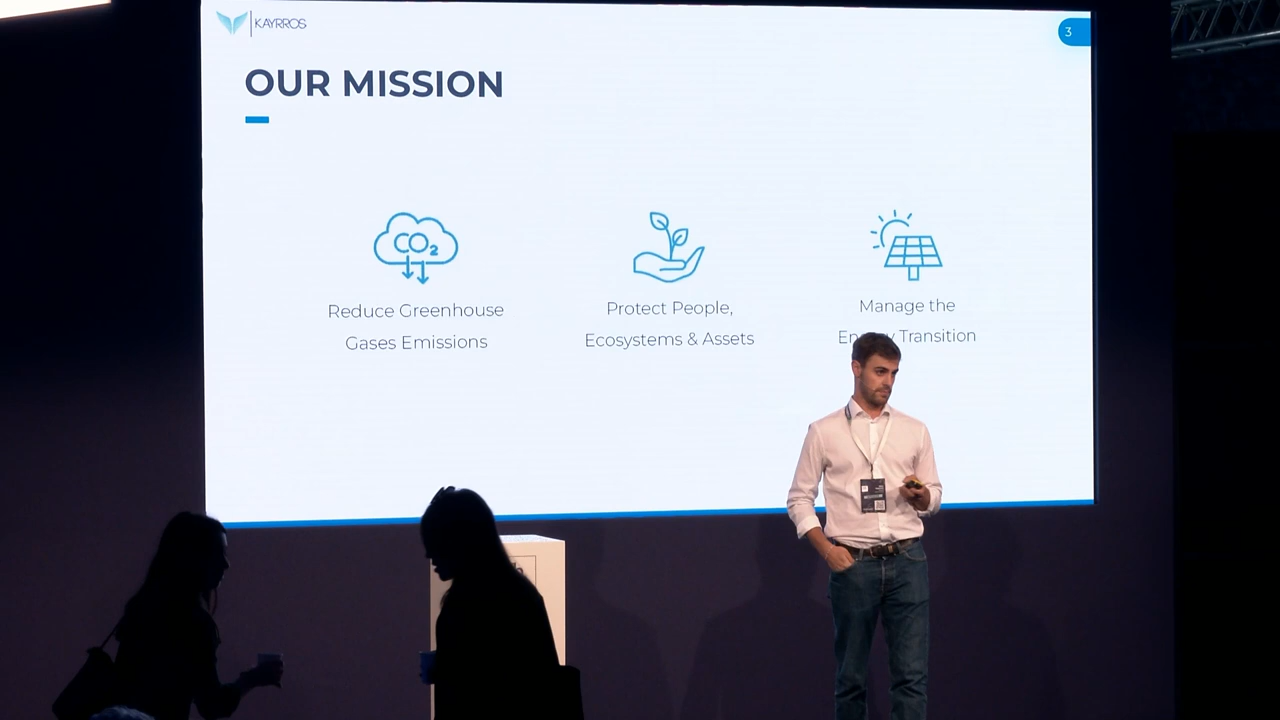 KAYRROS
3
OUR MISSION
CO₂
Reduce Greenhouse
Gases Emissions
Protect People,
Ecosystems & Assets
Manage the
Transition